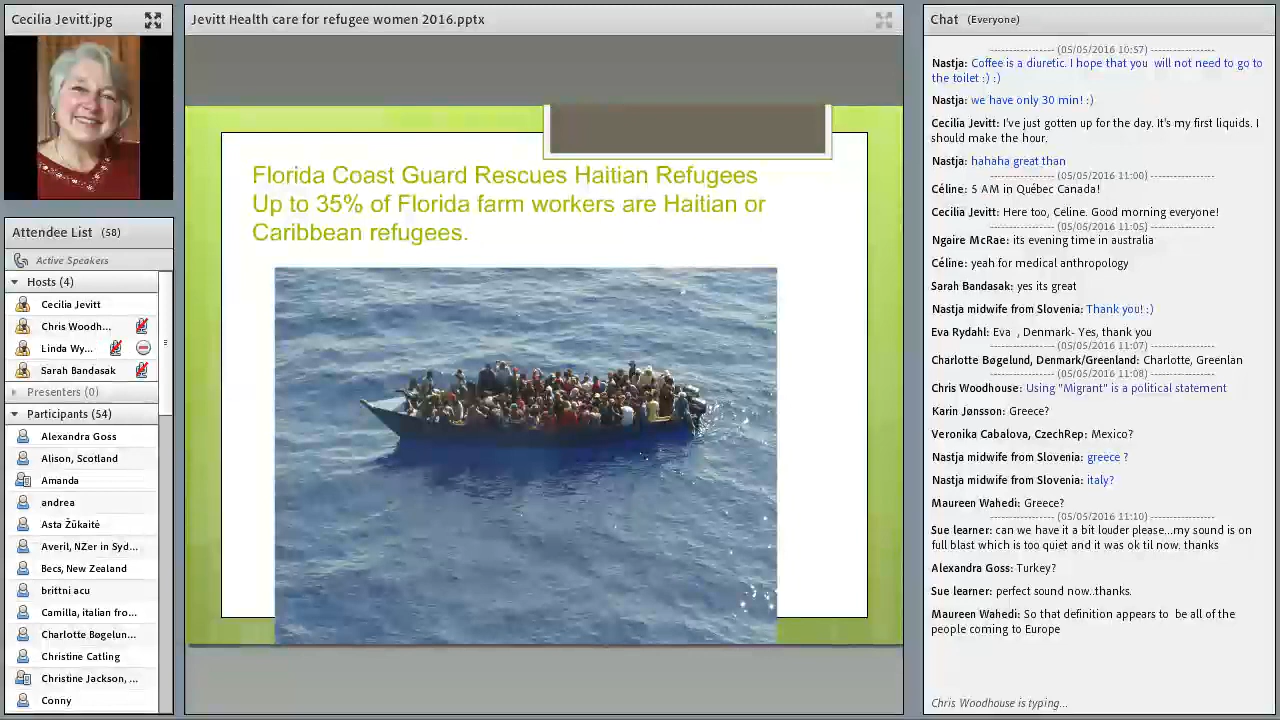 Cecilia Jevitt.jpg
Attendee List (58)
Active Speakers
Hosts (4)
Cecilia Jevitt
Chris Woodh...
Linda Wy...
Sarah Bandasak
Presenters (0)
Participants (54)
Alexandra Goss
Alison, Scotland
Amanda
andrea
Asta Žūkaitė
Averil, NZer in Syd...
Becs, New Zealand
brittni acu
Camilla, italian fro...
Charlotte Bøgelun...
Christine Catling
Christine Jackson, ...
Conny
Jevitt Health care for refugee women 2016.pptx
Florida Coast Guard Rescues Haitian Refugees
Up to 35% of Florida farm workers are Haitian or
Caribbean refugees.
Chat (Everyone)
------------------ (05/05/2016 10:57) ------------------
Nastja: Coffee is a diuretic. I hope that you will not need to go to
the toilet :) :)
Nastja: we have only 30 min! :)
Cecilia Jevitt: I've just gotten up for the day. It's my first liquids. I
should make the hour.
Nastja: hahaha great than
------------------ (05/05/2016 11:00) ------------------
Céline: 5 AM in Québec Canada!
Cecilia Jevitt: Here too, Celine. Good morning everyone!
------------------ (05/05/2016 11:05) ------------------
Ngaire McRae: its evening time in australia
Céline: yeah for medical anthropology
Sarah Bandasak: yes its great
Nastja midwife from Slovenia: Thank you! :)
Eva Rydahl: Eva , Denmark- Yes, thank you
------------------ (05/05/2016 11:07) ------------------
Charlotte Bøgelund, Denmark/Greenland: Charlotte, Greenlan
------------------ (05/05/2016 11:08) ------------------
Chris Woodhouse: Using "Migrant" is a political statement
Karin Jønsson: Greece?
Veronika Cabalova, CzechRep: Mexico?
Nastja midwife from Slovenia: greece ?
Nastja midwife from Slovenia: italy?
Maureen Wahedi: Greece?
------------------ (05/05/2016 11:10) ------------------
Sue learner: can we have it a bit louder please...my sound is on
full blast which is too quiet and it was ok til now. thanks
Alexandra Goss: Turkey?
Sue learner: perfect sound now..thanks.
Maureen Wahedi: So that definition appears to be all of the
people coming to Europe
Chris Woodhouse is typing...